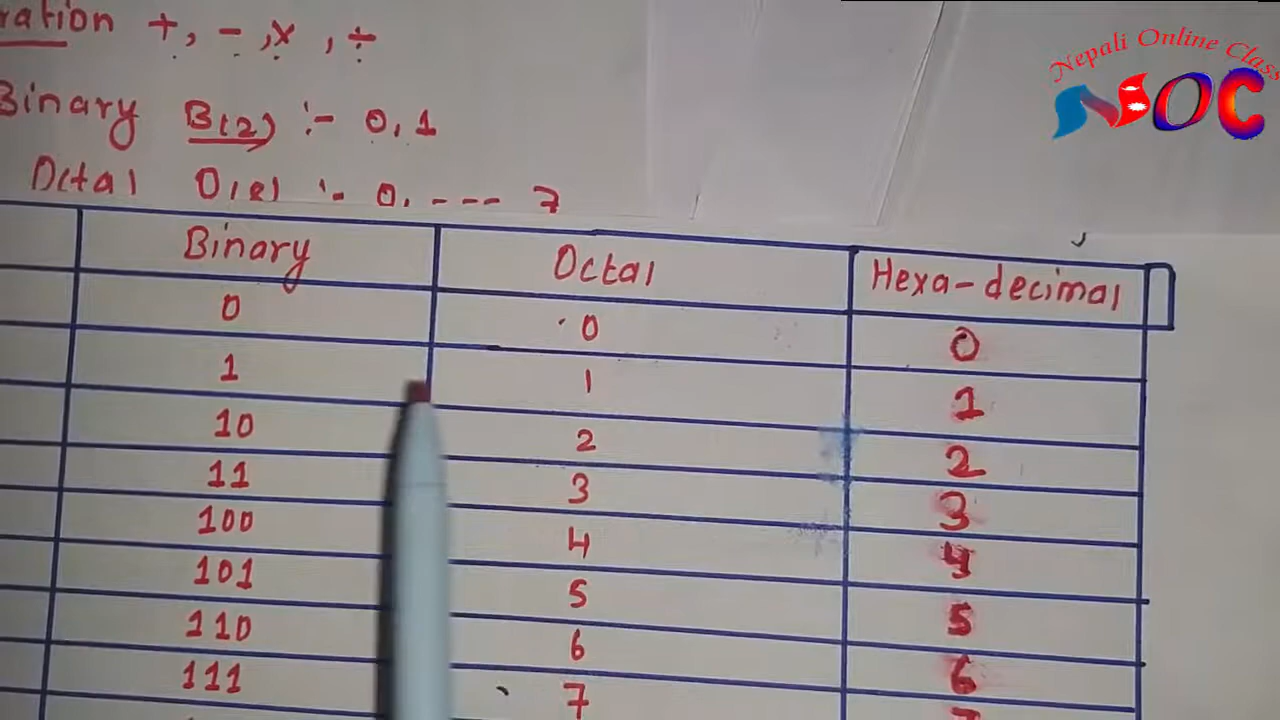 ration +, - ,x , ÷
Nepali Online Class
NSOC
Binary B(2) :- 0,1
Octal O(8) :- 0, --- 7
Binary Octal Hexa-decimal
0 0 0
1 1 1
10 2 2
11 3 3
100 4 4
101 5 5
110 6 6
111 7 7